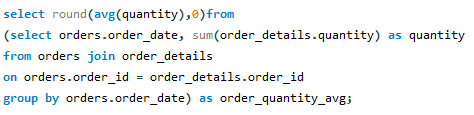 select round(avg(quantity),0)from
(select orders.order_date, sum(order_details.quantity) as quantity
from orders join order_details
on orders.order_id = order_details.order_id
group by orders.order_date) as order_quantity_avg;